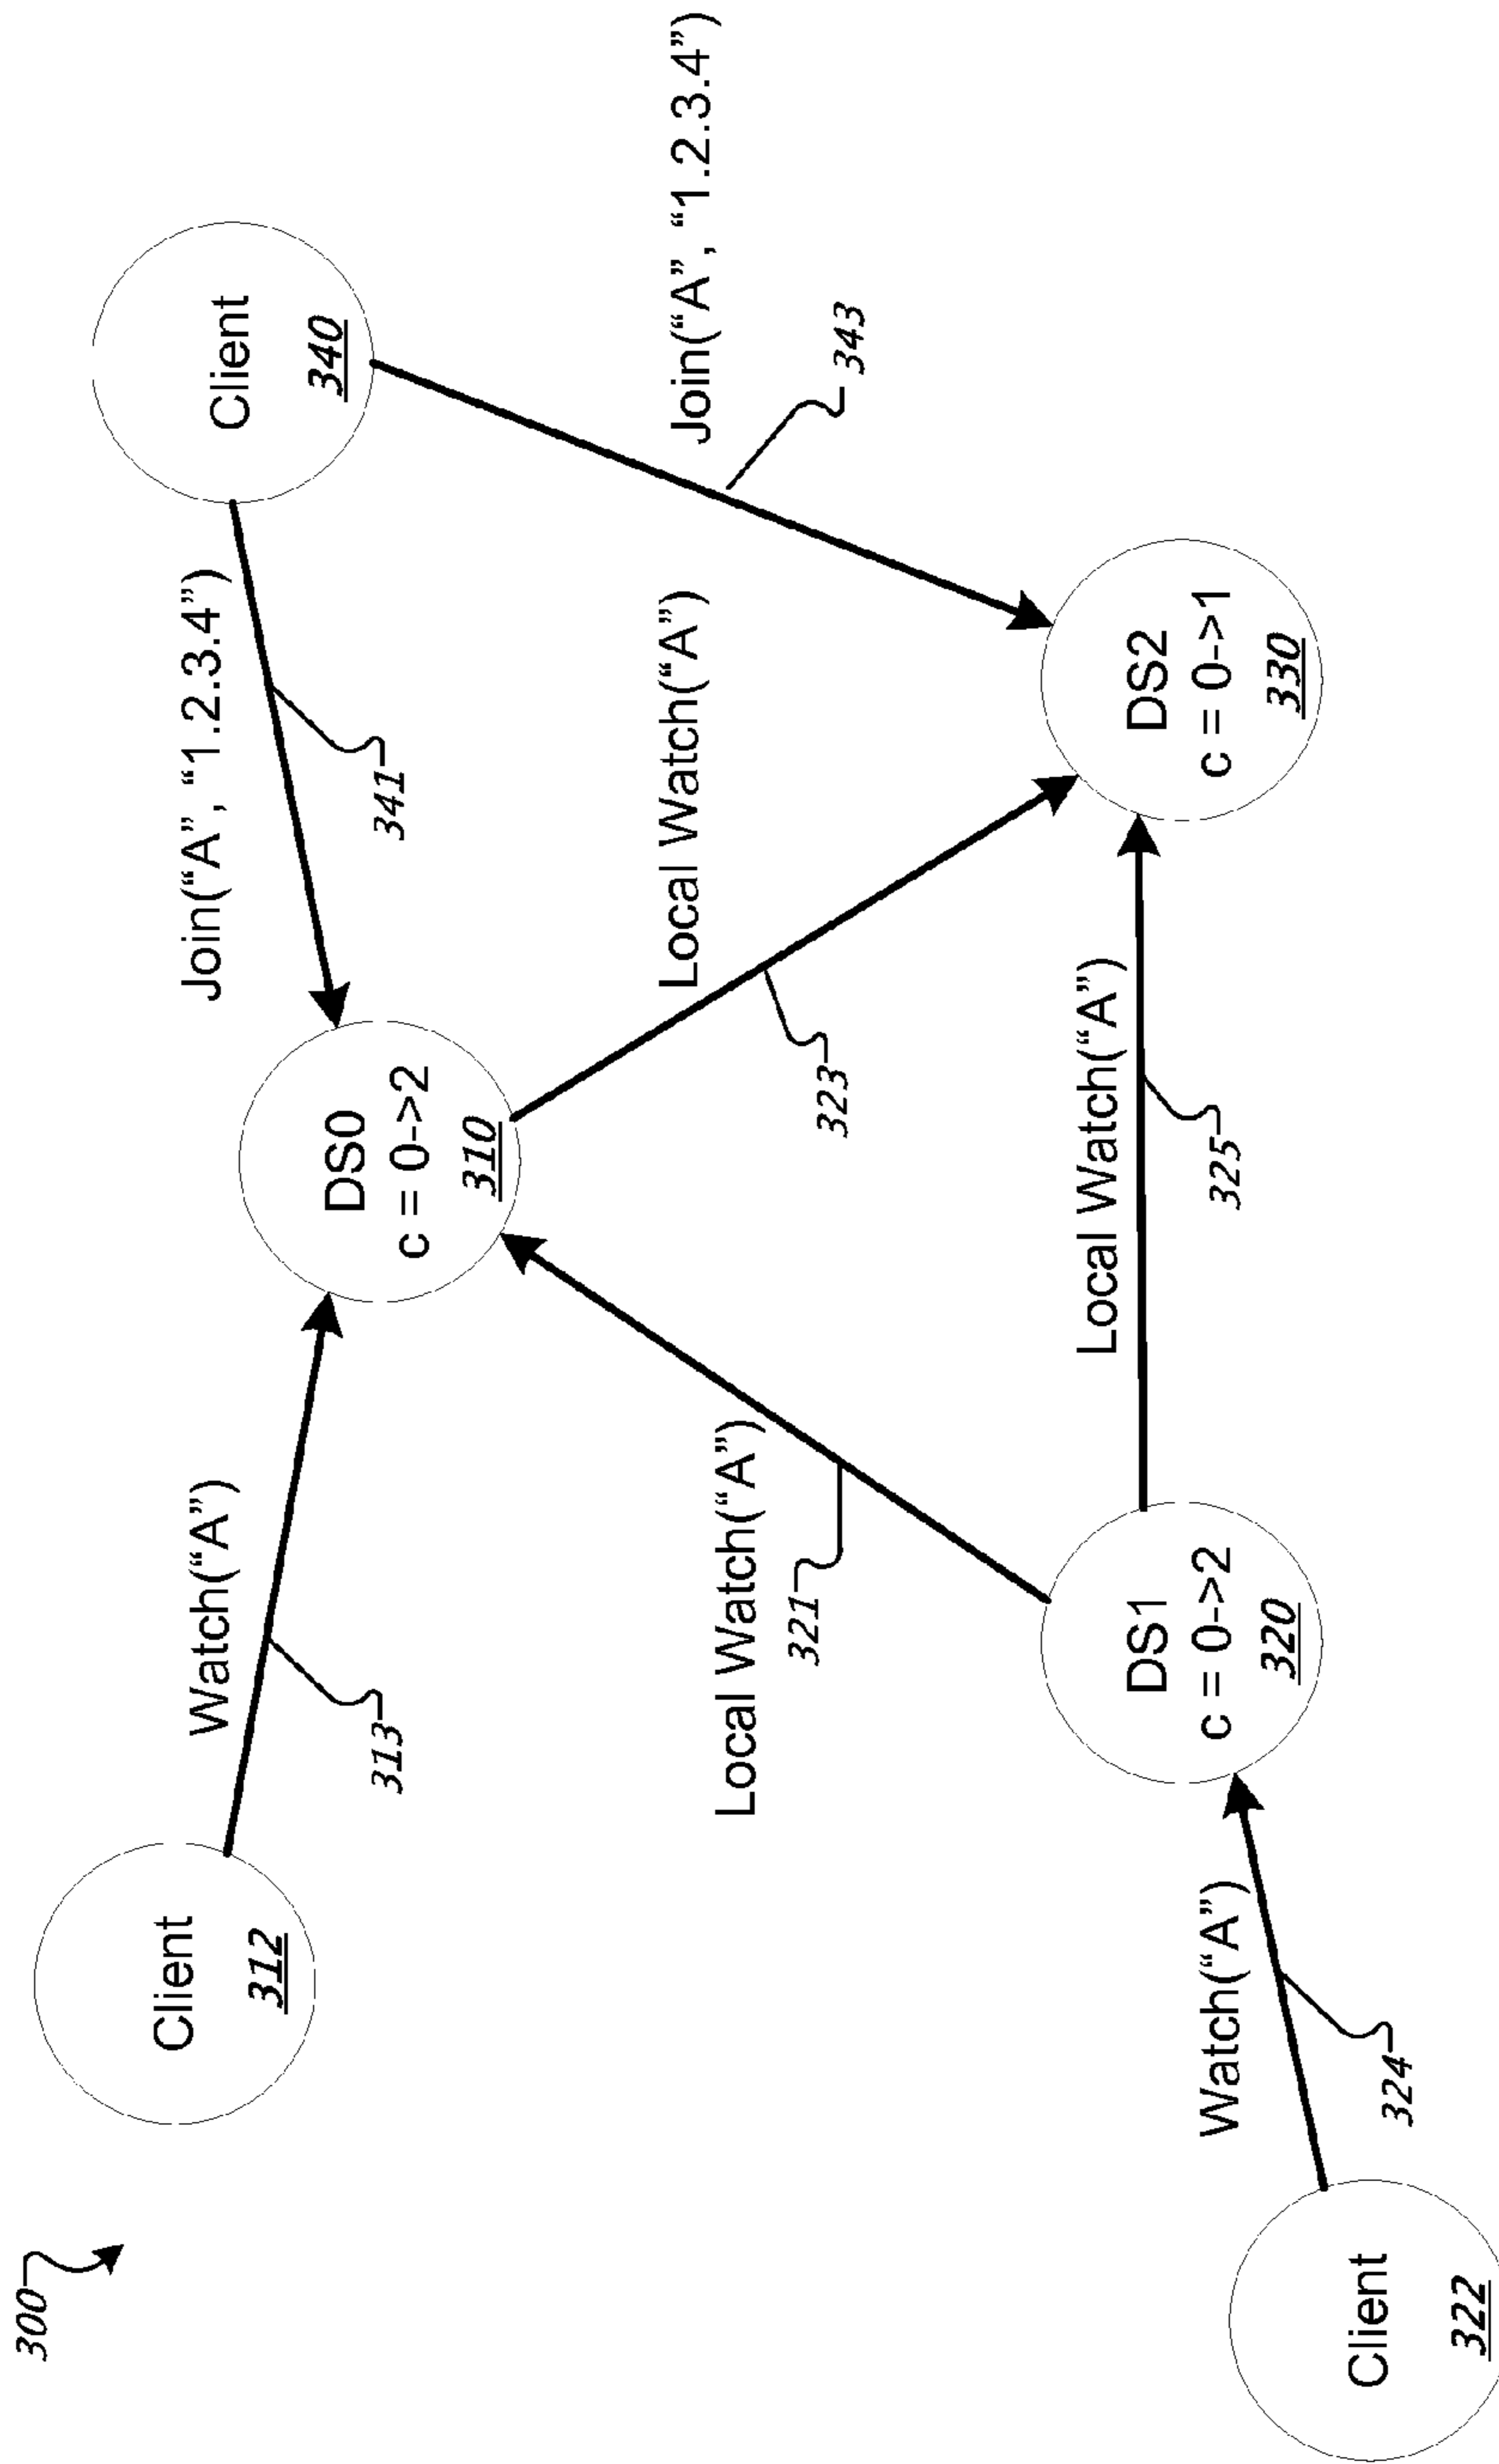 300
Client
312
Watch("A")
313
DS0
c = 0->2
310
Join("A", "1.2.3.4")
341
Client
340
Local Watch("A")
321
Local Watch("A")
323
Join("A", "1.2.3.4")
343
Client
322
Watch("A")
324
DS1
c = 0->2
320
Local Watch("A")
325
DS2
c = 0->1
330